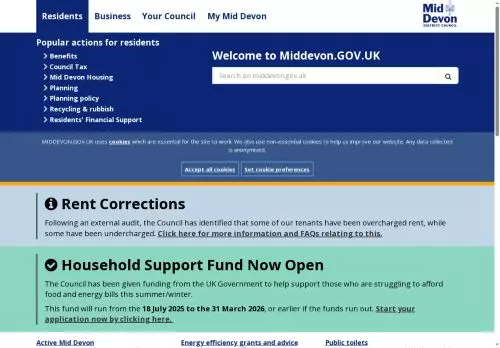 Residents
Business
Your Council
My Mid Devon
Mid
Devon
DISTRICT COUNCIL
Popular actions for residents
Benefits
Council Tax
Mid Devon Housing
Planning
Planning policy
Recycling & rubbish
Residents' Financial Support
Welcome to Middevon.GOV.UK
Search on middevon.gov.uk
MIDDEVON.GOV.UK uses cookies which are essential for the site to work. We also use non-essential cookies to help us improve our website. Any data collected
is anonymised.
Accept all cookies
Set cookie preferences
Rent Corrections
Following an external audit, the Council has identified that some of our tenants have been overcharged rent, while
some have been undercharged. Click here for more information and FAQs relating to this.
Household Support Fund Now Open
The Council has been given funding from the UK Government to help support those who are struggling to afford
food and energy bills this summer/winter.
This fund will run from the 18 July 2025 to the 31 March 2026, or earlier if the funds run out. Start your
application now by clicking here.
Active Mid Devon
Energy efficiency grants and advice
Public toilets